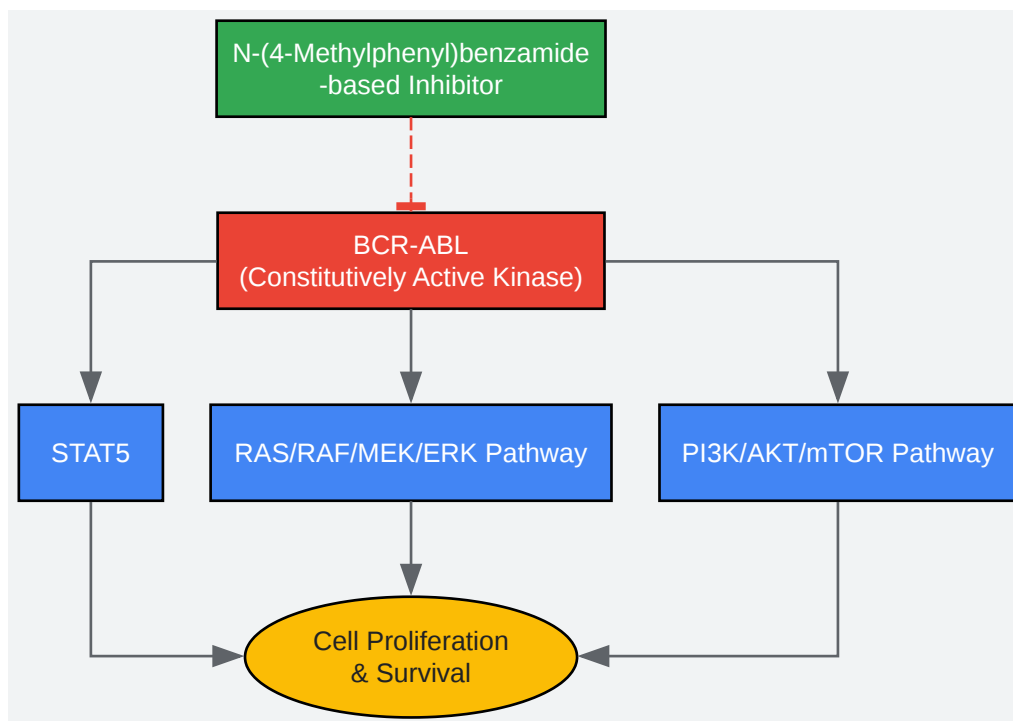 N-(4-Methylphenyl)benzamide
-based Inhibitor
BCR-ABL
(Constitutively Active Kinase)
STAT5
RAS/RAF/MEK/ERK Pathway
PI3K/AKT/mTOR Pathway
Cell Proliferation
& Survival